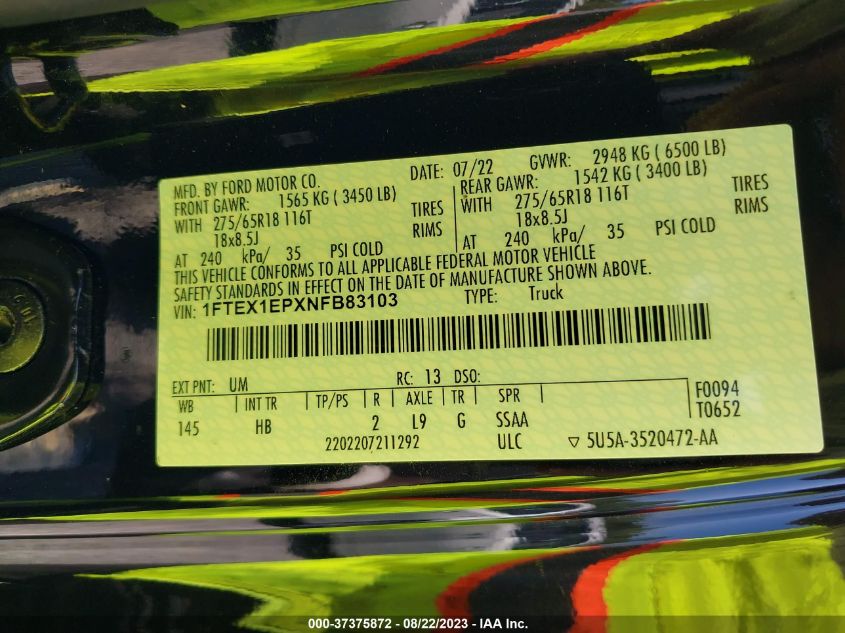 MFD. BY FORD MOTOR CO. DATE: 07/22 GVWR: 2948 KG ( 6500 LB)
FRONT GAWR: 1565 KG ( 3450 LB) REAR GAWR: 1542 KG ( 3400 LB)
WITH 275/65R18 116T TIRES WITH 275/65R18 116T TIRES
18x8.5J RIMS 18x8.5J RIMS
AT 240 kPa/ 35 PSI COLD AT 240 kPa/ 35 PSI COLD
THIS VEHICLE CONFORMS TO ALL APPLICABLE FEDERAL MOTOR VEHICLE
SAFETY STANDARDS IN EFFECT ON THE DATE OF MANUFACTURE SHOWN ABOVE.
VIN: 1FTEX1EPXNFB83103 TYPE: Truck
EXT PNT: UM RC: 13 DSO:
WB INT TR TP/PS R AXLE TR SPR F0094
145 HB 2 L9 G SSAA T0652
2202207211292 ULC ▽ 5U5A-3520472-AA
000-37375872 - 08/22/2023 - IAA Inc.